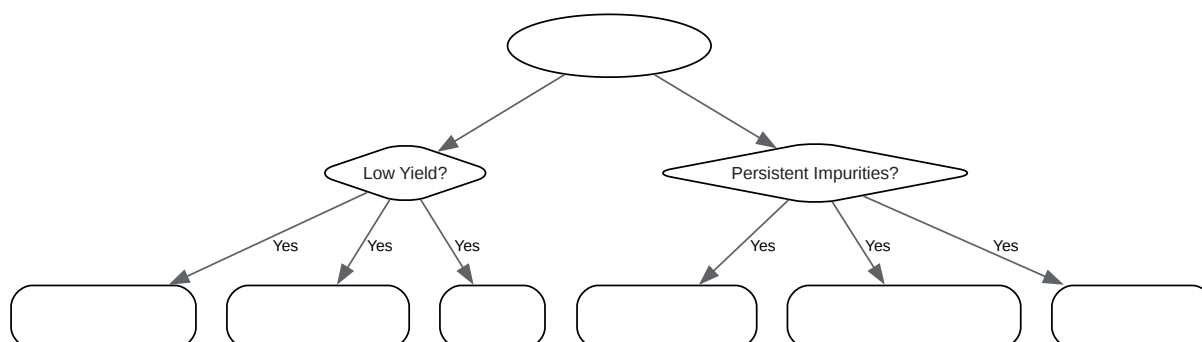 Low Yield?
Persistent Impurities?
Yes
Yes
Yes
Yes
Yes
Yes